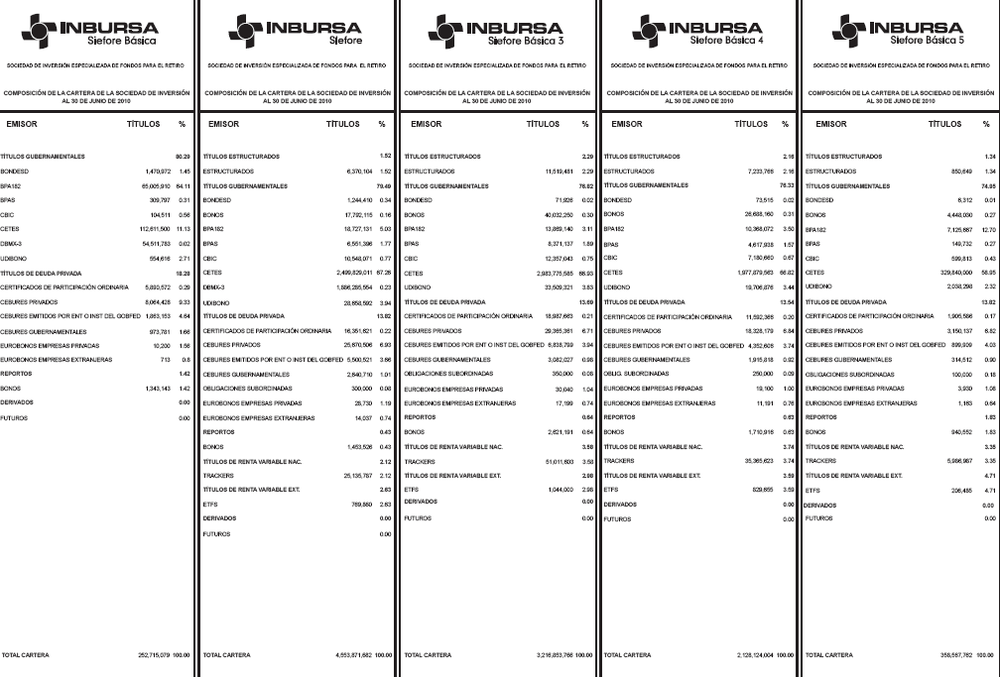 INBURSA
Siefore Básica
SOCIEDAD DE INVERSIÓN ESPECIALIZADA DE FONDOS PARA EL RETIRO
COMPOSICIÓN DE LA CARTERA DE LA SOCIEDAD DE INVERSIÓN
AL 30 DE JUNIO DE 2010
EMISOR TÍTULOS %
TÍTULOS GUBERNAMENTALES 80.29
BONDESD 1,470,972 1.45
BPA182 65,005,910 64.11
BPAS 309,797 0.31
CBIC 104,511 0.56
CETES 112,611,500 11.13
DBMX-3 54,511,783 0.02
UDIBONO 554,616 2.71
TÍTULOS DE DEUDA PRIVADA 18.28
CERTIFICADOS DE PARTICIPACIÓN ORDINARIA 5,890,572 0.29
CEBURES PRIVADOS 8,064,428 9.33
CEBURES EMITIDOS POR ENT O INST DEL GOBFED 1,863,153 4.64
CEBURES GUBERNAMENTALES 973,781 1.66
EUROBONOS EMPRESAS PRIVADAS 10,200 1.56
EUROBONOS EMPRESAS EXTRANJERAS 713 0.8
REPORTOS 1.42
BONOS 1,343,143 1.42
DERIVADOS 0.00
FUTUROS 0.00
TOTAL CARTERA 252,715,079 100.00
INBURSA
Siefore
SOCIEDAD DE INVERSIÓN ESPECIALIZADA DE FONDOS PARA EL RETIRO
COMPOSICIÓN DE LA CARTERA DE LA SOCIEDAD DE INVERSIÓN
AL 30 DE JUNIO DE 2010
EMISOR TÍTULOS %
TÍTULOS ESTRUCTURADOS 1.52
ESTRUCTURADOS 6,370,104 1.52
TÍTULOS GUBERNAMENTALES 79.49
BONDESD 1,244,410 0.34
BONOS 17,792,115 0.16
BPA182 18,727,131 5.03
BPAS 6,551,396 1.77
CBIC 10,548,071 0.77
CETES 2,499,829,011 67.26
DBMX-3 1,886,285,554 0.23
UDIBONO 28,658,592 3.94
TÍTULOS DE DEUDA PRIVADA 13.82
CERTIFICADOS DE PARTICIPACIÓN ORDINARIA 16,351,621 0.22
CEBURES PRIVADOS 25,670,506 6.93
CEBURES EMITIDOS POR ENT O INST DEL GOBFED 5,500,521 3.66
CEBURES GUBERNAMENTALES 2,640,710 1.01
OBLIGACIONES SUBORDINADAS 300,000 0.08
EUROBONOS EMPRESAS PRIVADAS 28,730 1.19
EUROBONOS EMPRESAS EXTRANJERAS 14,037 0.74
REPORTOS 0.43
BONOS 1,453,526 0.43
TÍTULOS DE RENTA VARIABLE NAC. 2.12
TRACKERS 25,135,787 2.12
TÍTULOS DE RENTA VARIABLE EXT. 2.63
ETFS 769,880 2.63
DERIVADOS 0.00
FUTUROS 0.00
TOTAL CARTERA 4,553,871,682 100.00
INBURSA
Siefore Básica 3
SOCIEDAD DE INVERSIÓN ESPECIALIZADA DE FONDOS PARA EL RETIRO
COMPOSICIÓN DE LA CARTERA DE LA SOCIEDAD DE INVERSIÓN
AL 30 DE JUNIO DE 2010
EMISOR TÍTULOS %
TÍTULOS ESTRUCTURADOS 2.29
ESTRUCTURADOS 11,519,481 2.29
TÍTULOS GUBERNAMENTALES 76.92
BONDESD 71,926 0.02
BONOS 40,032,250 0.30
BPA182 13,869,140 3.11
BPAS 8,371,137 1.89
CBIC 12,357,043 0.75
CETES 2,983,775,585 66.93
UDIBONO 33,509,321 3.83
TÍTULOS DE DEUDA PRIVADA 13.69
CERTIFICADOS DE PARTICIPACIÓN ORDINARIA 18,987,663 0.21
CEBURES PRIVADOS 29,365,361 6.71
CEBURES EMITIDOS POR ENT O INST DEL GOBFED 6,838,799 3.94
CEBURES GUBERNAMENTALES 3,082,027 0.98
OBLIGACIONES SUBORDINADAS 350,000 0.08
EUROBONOS EMPRESAS PRIVADAS 30,040 1.04
EUROBONOS EMPRESAS EXTRANJERAS 17,199 0.74
REPORTOS 0.64
BONOS 2,621,191 0.64
TÍTULOS DE RENTA VARIABLE NAC. 3.58
TRACKERS 51,011,603 3.58
TÍTULOS DE RENTA VARIABLE EXT. 2.98
ETFS 1,044,000 2.98
DERIVADOS 0.00
FUTUROS 0.00
TOTAL CARTERA 3,216,853,766 100.00
INBURSA
Siefore Básica 4
SOCIEDAD DE INVERSIÓN ESPECIALIZADA DE FONDOS PARA EL RETIRO
COMPOSICIÓN DE LA CARTERA DE LA SOCIEDAD DE INVERSIÓN
AL 30 DE JUNIO DE 2010
EMISOR TÍTULOS %
TÍTULOS ESTRUCTURADOS 2.16
ESTRUCTURADOS 7,233,766 2.16
TÍTULOS GUBERNAMENTALES 76.33
BONDESD 73,515 0.02
BONOS 26,688,160 0.31
BPA182 10,368,072 3.50
BPAS 4,617,938 1.57
CBIC 7,180,660 0.67
CETES 1,977,879,563 66.82
UDIBONO 19,706,876 3.44
TÍTULOS DE DEUDA PRIVADA 13.54
CERTIFICADOS DE PARTICIPACIÓN ORDINARIA 11,592,366 0.20
CEBURES PRIVADOS 18,328,179 6.84
CEBURES EMITIDOS POR ENT O INST DEL GOBFED 4,352,606 3.74
CEBURES GUBERNAMENTALES 1,915,818 0.92
OBLIG. SUBORDINADAS 250,000 0.09
EUROBONOS EMPRESAS PRIVADAS 19,100 1.00
EUROBONOS EMPRESAS EXTRANJERAS 11,191 0.76
REPORTOS 0.63
BONOS 1,710,916 0.63
TÍTULOS DE RENTA VARIABLE NAC. 3.74
TRACKERS 35,365,623 3.74
TÍTULOS DE RENTA VARIABLE EXT. 3.59
ETFS 829,655 3.59
DERIVADOS 0.00
FUTUROS 0.00
TOTAL CARTERA 2,128,124,004 100.00
INBURSA
Siefore Básica 5
SOCIEDAD DE INVERSIÓN ESPECIALIZADA DE FONDOS PARA EL RETIRO
COMPOSICIÓN DE LA CARTERA DE LA SOCIEDAD DE INVERSIÓN
AL 30 DE JUNIO DE 2010
EMISOR TÍTULOS %
TÍTULOS ESTRUCTURADOS 1.34
ESTRUCTURADOS 850,649 1.34
TÍTULOS GUBERNAMENTALES 74.95
BONDESD 6,312 0.01
BONOS 4,448,030 0.27
BPA182 7,125,667 12.70
BPAS 149,732 0.27
CBIC 599,813 0.43
CETES 329,840,000 58.95
UDIBONO 2,038,298 2.32
TÍTULOS DE DEUDA PRIVADA 13.82
CERTIFICADOS DE PARTICIPACIÓN ORDINARIA 1,905,586 0.17
CEBURES PRIVADOS 3,150,137 6.82
CEBURES EMITIDOS POR ENT O INST DEL GOBFED 899,909 4.03
CEBURES GUBERNAMENTALES 314,512 0.90
OBLIGACIONES SUBORDINADAS 100,000 0.18
EUROBONOS EMPRESAS PRIVADAS 3,930 1.08
EUROBONOS EMPRESAS EXTRANJERAS 1,163 0.64
REPORTOS 1.83
BONOS 940,552 1.83
TÍTULOS DE RENTA VARIABLE NAC. 3.35
TRACKERS 5,986,987 3.35
TÍTULOS DE RENTA VARIABLE EXT. 4.71
ETFS 206,485 4.71
DERIVADOS 0.00
FUTUROS 0.00
TOTAL CARTERA 358,567,762 100.00